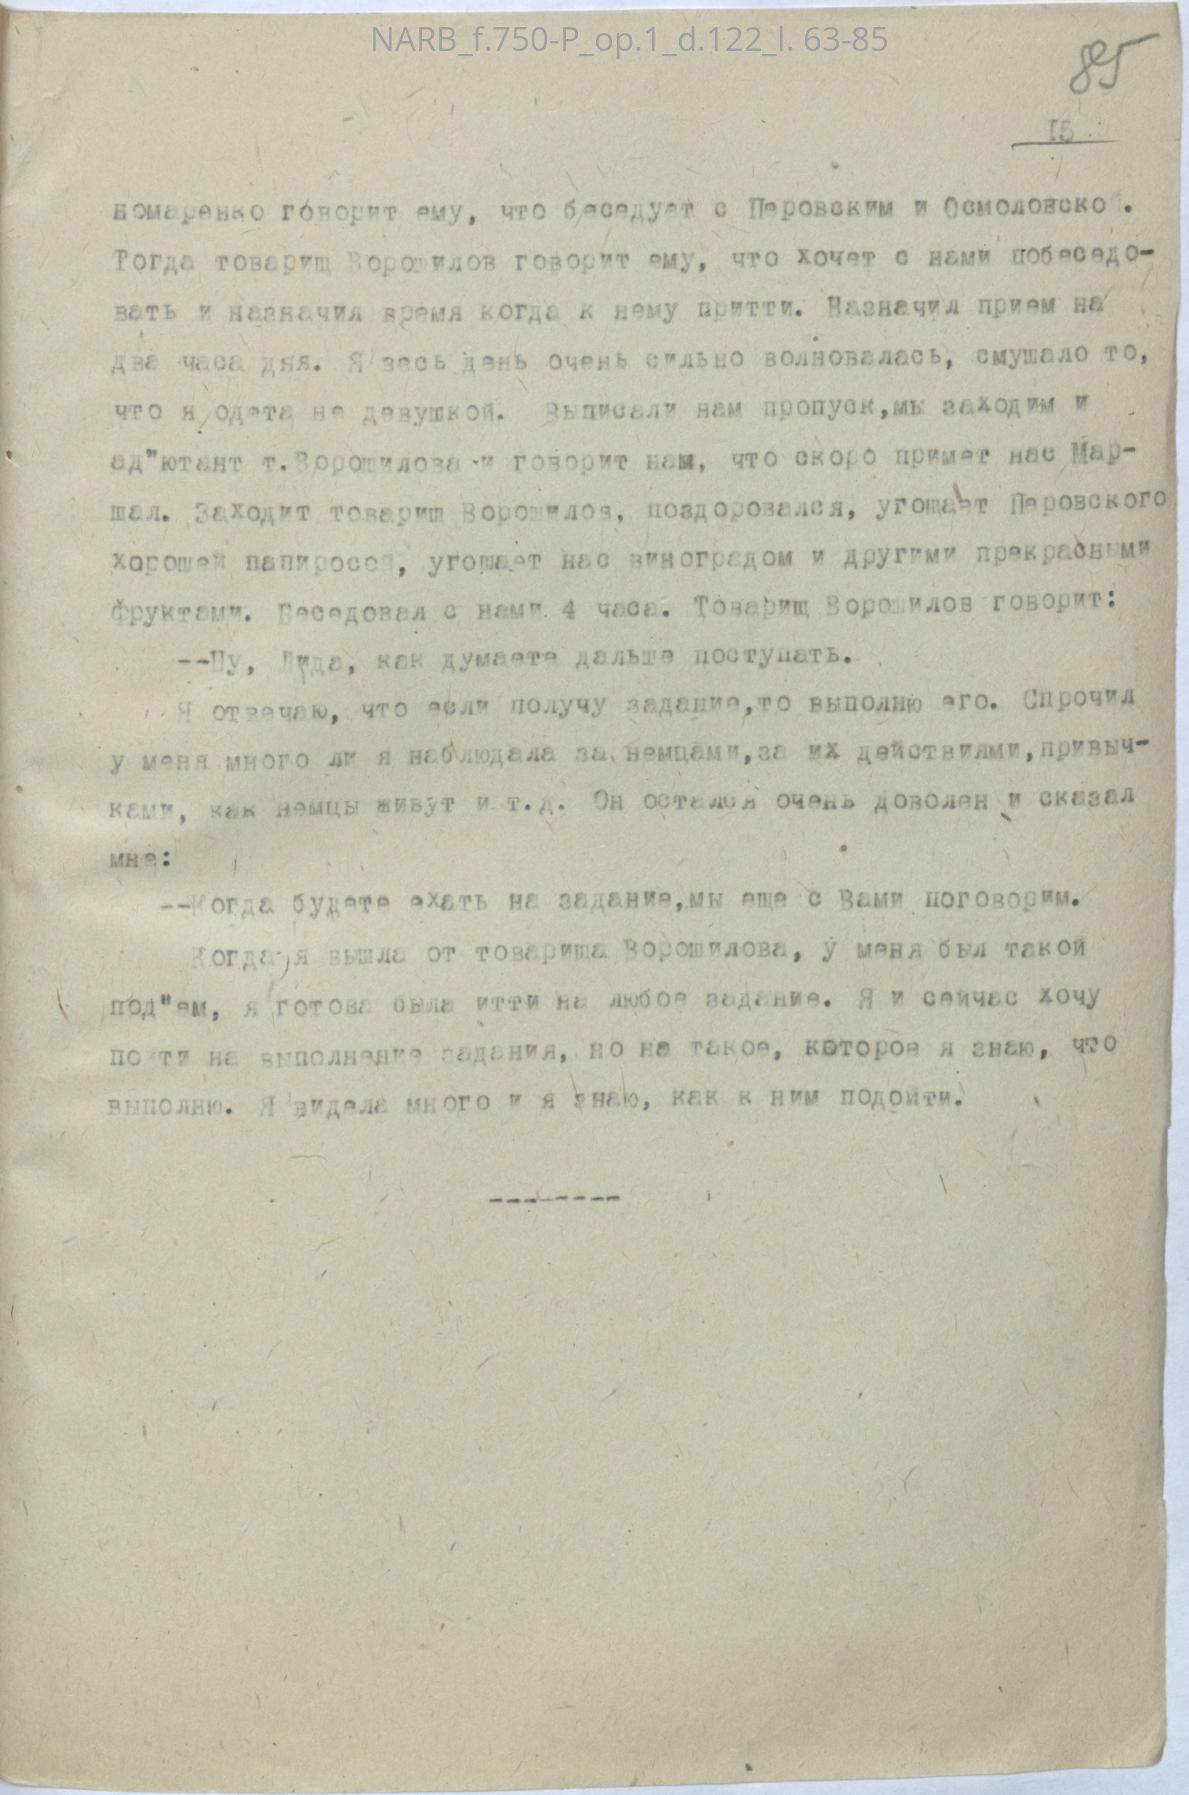 NARB_f.750-P_op.1_d.122_l. 63-85
85
15
номаренко говорит ему, что беседует с Перовским и Осмоловской.
Тогда товарищ Ворошилов говорит ему, что хочет с нами побеседо-
вать и назначил время когда к нему притти. Назначил прием на
два часа дня. Я весь день очень сильно волновалась, смушало то,
что я одета не девушкой. Выписали нам пропуск,мы заходим и
ад"ютант т.Ворошилова и говорит нам, что скоро примет нас Мар-
шал. Заходит товарищ Ворошилов, поздоровался, угощает Перовского
хорошей папиросой, угощает нас виноградом и другими прекрасными
фруктами. Беседовал с нами 4 часа. Товарищ Ворошилов говорит:
--Ну, Лида, как думаете дальше поступать.
Я отвечаю, что если получу задание,то выполню его. Спрочил
у меня много ли я наблюдала за немцами,за их действиями,привыч-
ками, как немцы живут и т.д. Он остался очень доволен и сказал
мне:
--Когда будете ехать на задание,мы еще с Вами поговорим.
Когда я вышла от товарища Ворошилова, у меня был такой
под"ем, я готова была итти на любое задание. Я и сейчас хочу
пойти на выполнение задания, но на такое, которое я знаю, что
выполню. Я видела много и я знаю, как к ним подойти.
--------